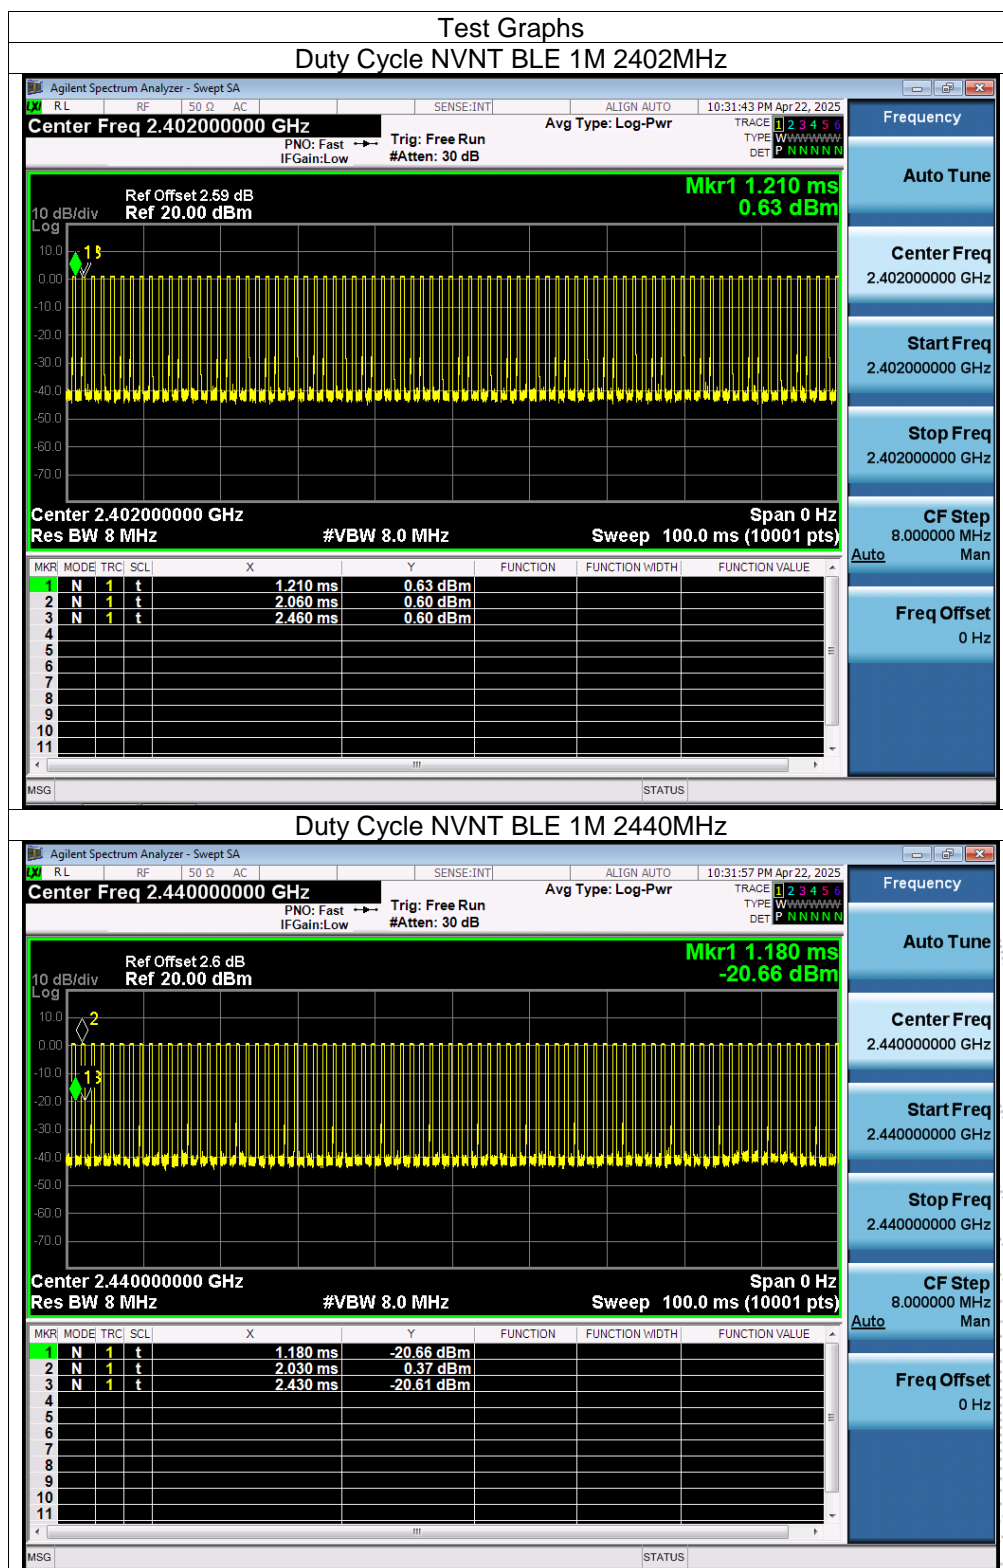 Test Graphs
Duty Cycle NVNT BLE 1M 2402MHz
Agilent Spectrum Analyzer - Swept SA
LXI RL RF 50 Ω AC SENSE:INT ALIGN AUTO 10:31:43 PM Apr 22, 2025
Center Freq 2.402000000 GHz
PNO: Fast
IFGain:Low
Trig: Free Run
#Atten: 30 dB
Avg Type: Log-Pwr
TRACE 1 2 3 4 5 6
TYPE WWWWWW
DET P N N N N N
Frequency
Auto Tune
Center Freq
2.402000000 GHz
Start Freq
2.402000000 GHz
Stop Freq
2.402000000 GHz
CF Step
8.000000 MHz
Auto Man
Freq Offset
0 Hz
Mkr1 1.210 ms
0.63 dBm
Ref Offset 2.59 dB
10 dB/div Ref 20.00 dBm
Log
10.0
0.00
-10.0
-20.0
-30.0
-40.0
-50.0
-60.0
-70.0
1 3
Center 2.402000000 GHz Span 0 Hz
Res BW 8 MHz #VBW 8.0 MHz Sweep 100.0 ms (10001 pts)
MKR MODE TRC SCL X Y FUNCTION FUNCTION WIDTH FUNCTION VALUE
1 N 1 t 1.210 ms 0.63 dBm
2 N 1 t 2.060 ms 0.60 dBm
3 N 1 t 2.460 ms 0.60 dBm
4
5
6
7
8
9
10
11
MSG STATUS
Duty Cycle NVNT BLE 1M 2440MHz
Agilent Spectrum Analyzer - Swept SA
LXI RL RF 50 Ω AC SENSE:INT ALIGN AUTO 10:31:57 PM Apr 22, 2025
Center Freq 2.440000000 GHz
PNO: Fast
IFGain:Low
Trig: Free Run
#Atten: 30 dB
Avg Type: Log-Pwr
TRACE 1 2 3 4 5 6
TYPE WWWWWW
DET P N N N N N
Frequency
Auto Tune
Center Freq
2.440000000 GHz
Start Freq
2.440000000 GHz
Stop Freq
2.440000000 GHz
CF Step
8.000000 MHz
Auto Man
Freq Offset
0 Hz
Mkr1 1.180 ms
-20.66 dBm
Ref Offset 2.6 dB
10 dB/div Ref 20.00 dBm
Log
10.0
0.00
-10.0
-20.0
-30.0
-40.0
-50.0
-60.0
-70.0
2
1 3
Center 2.440000000 GHz Span 0 Hz
Res BW 8 MHz #VBW 8.0 MHz Sweep 100.0 ms (10001 pts)
MKR MODE TRC SCL X Y FUNCTION FUNCTION WIDTH FUNCTION VALUE
1 N 1 t 1.180 ms -20.66 dBm
2 N 1 t 2.030 ms 0.37 dBm
3 N 1 t 2.430 ms -20.61 dBm
4
5
6
7
8
9
10
11
MSG STATUS